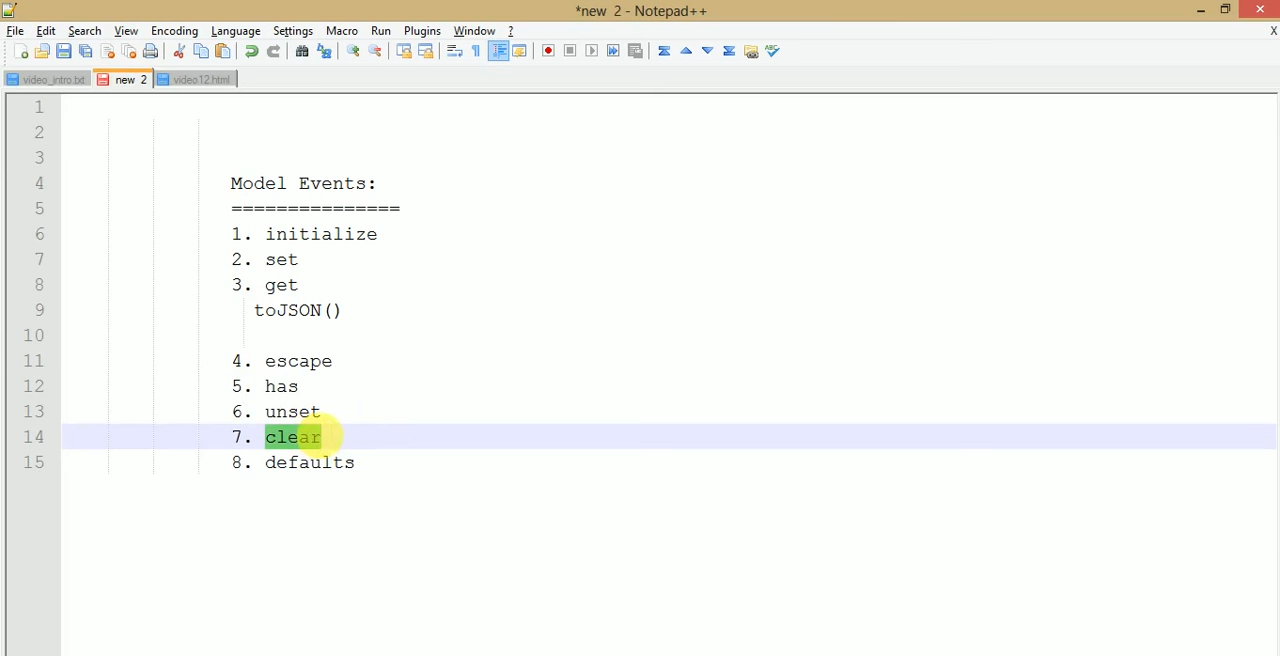 *new 2 - Notepad++
File Edit Search View Encoding Language Settings Macro Run Plugins Window ? X
video_intro.txt new 2 video12.html
1
2
3
4 Model Events:
5 ===============
6 1. initialize
7 2. set
8 3. get
9 toJSON()
10
11 4. escape
12 5. has
13 6. unset
14 7. clear
15 8. defaults